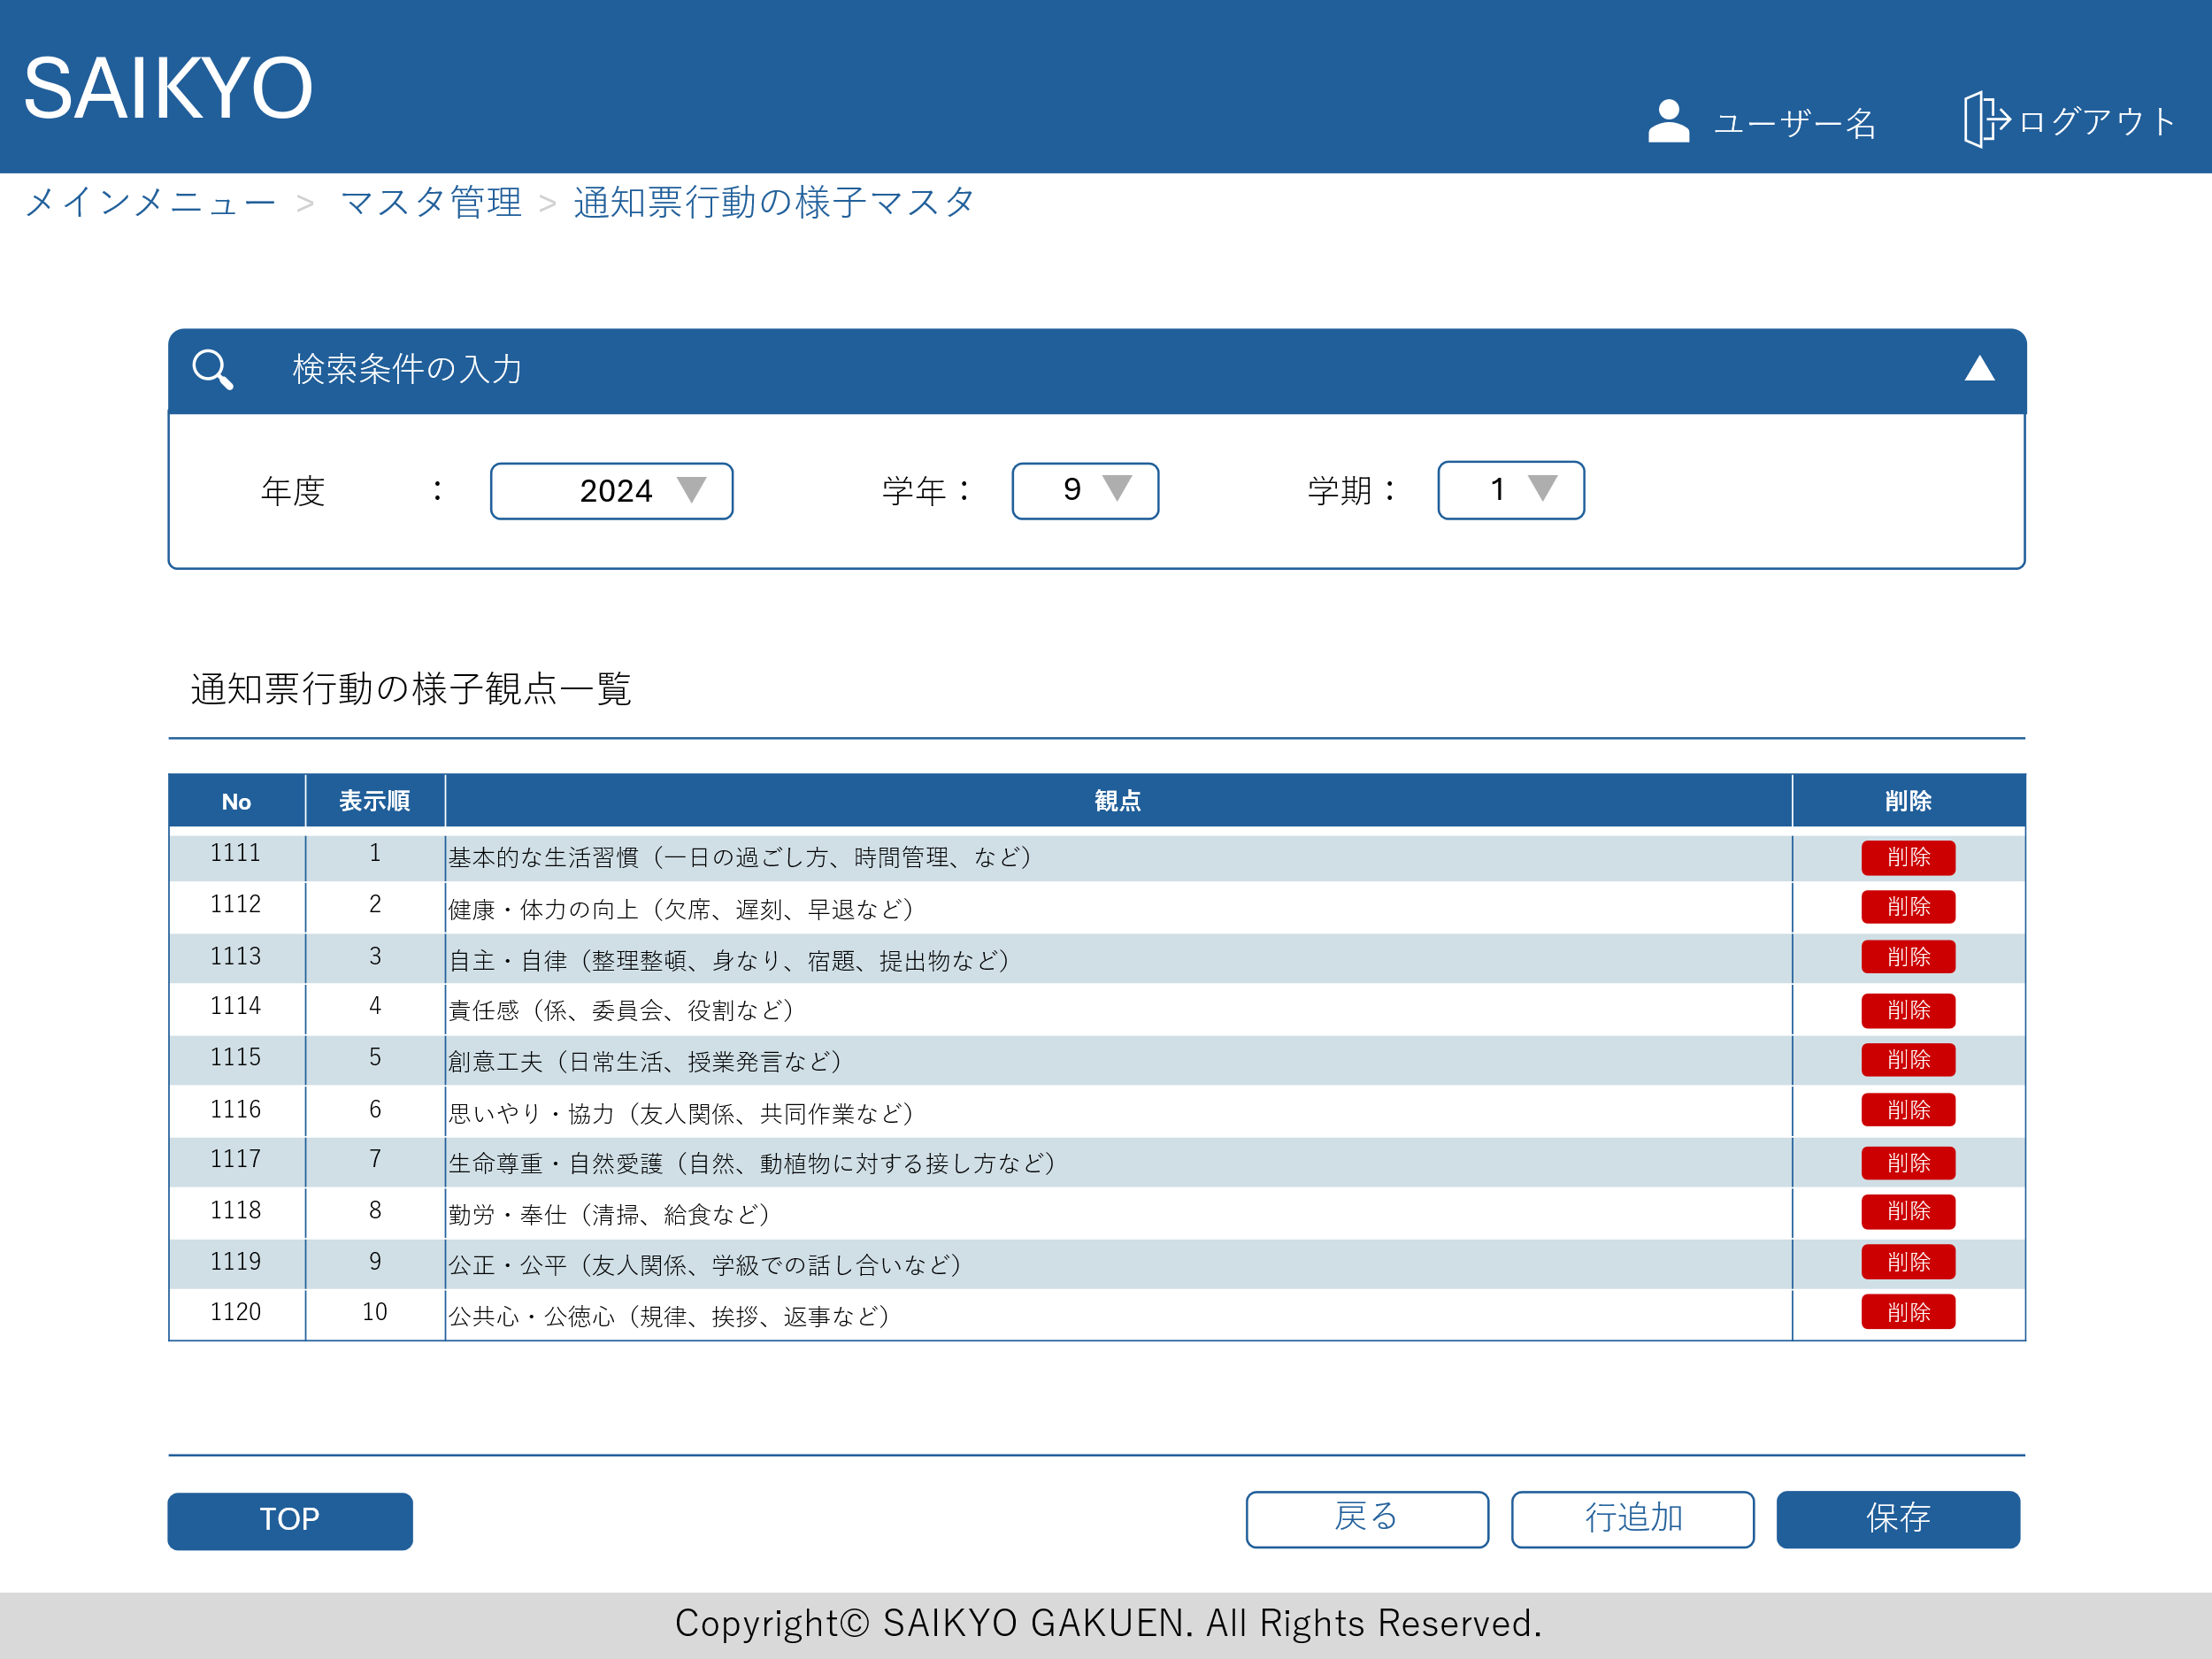 SAIKYO
ユーザー名 ログアウト
メインメニュー > マスタ管理 > 通知票行動の様子マスタ
検索条件の入力 ▲
年度 : 2024 ▼ 学年: 9 ▼ 学期: 1 ▼
通知票行動の様子観点一覧
No 表示順 観点 削除
1111 1 基本的な生活習慣（一日の過ごし方、時間管理、など） 削除
1112 2 健康・体力の向上（欠席、遅刻、早退など） 削除
1113 3 自主・自律（整理整頓、身なり、宿題、提出物など） 削除
1114 4 責任感（係、委員会、役割など） 削除
1115 5 創意工夫（日常生活、授業発言など） 削除
1116 6 思いやり・協力（友人関係、共同作業など） 削除
1117 7 生命尊重・自然愛護（自然、動植物に対する接し方など） 削除
1118 8 勤労・奉仕（清掃、給食など） 削除
1119 9 公正・公平（友人関係、学級での話し合いなど） 削除
1120 10 公共心・公徳心（規律、挨拶、返事など） 削除
TOP 戻る 行追加 保存
Copyright© SAIKYO GAKUEN. All Rights Reserved.